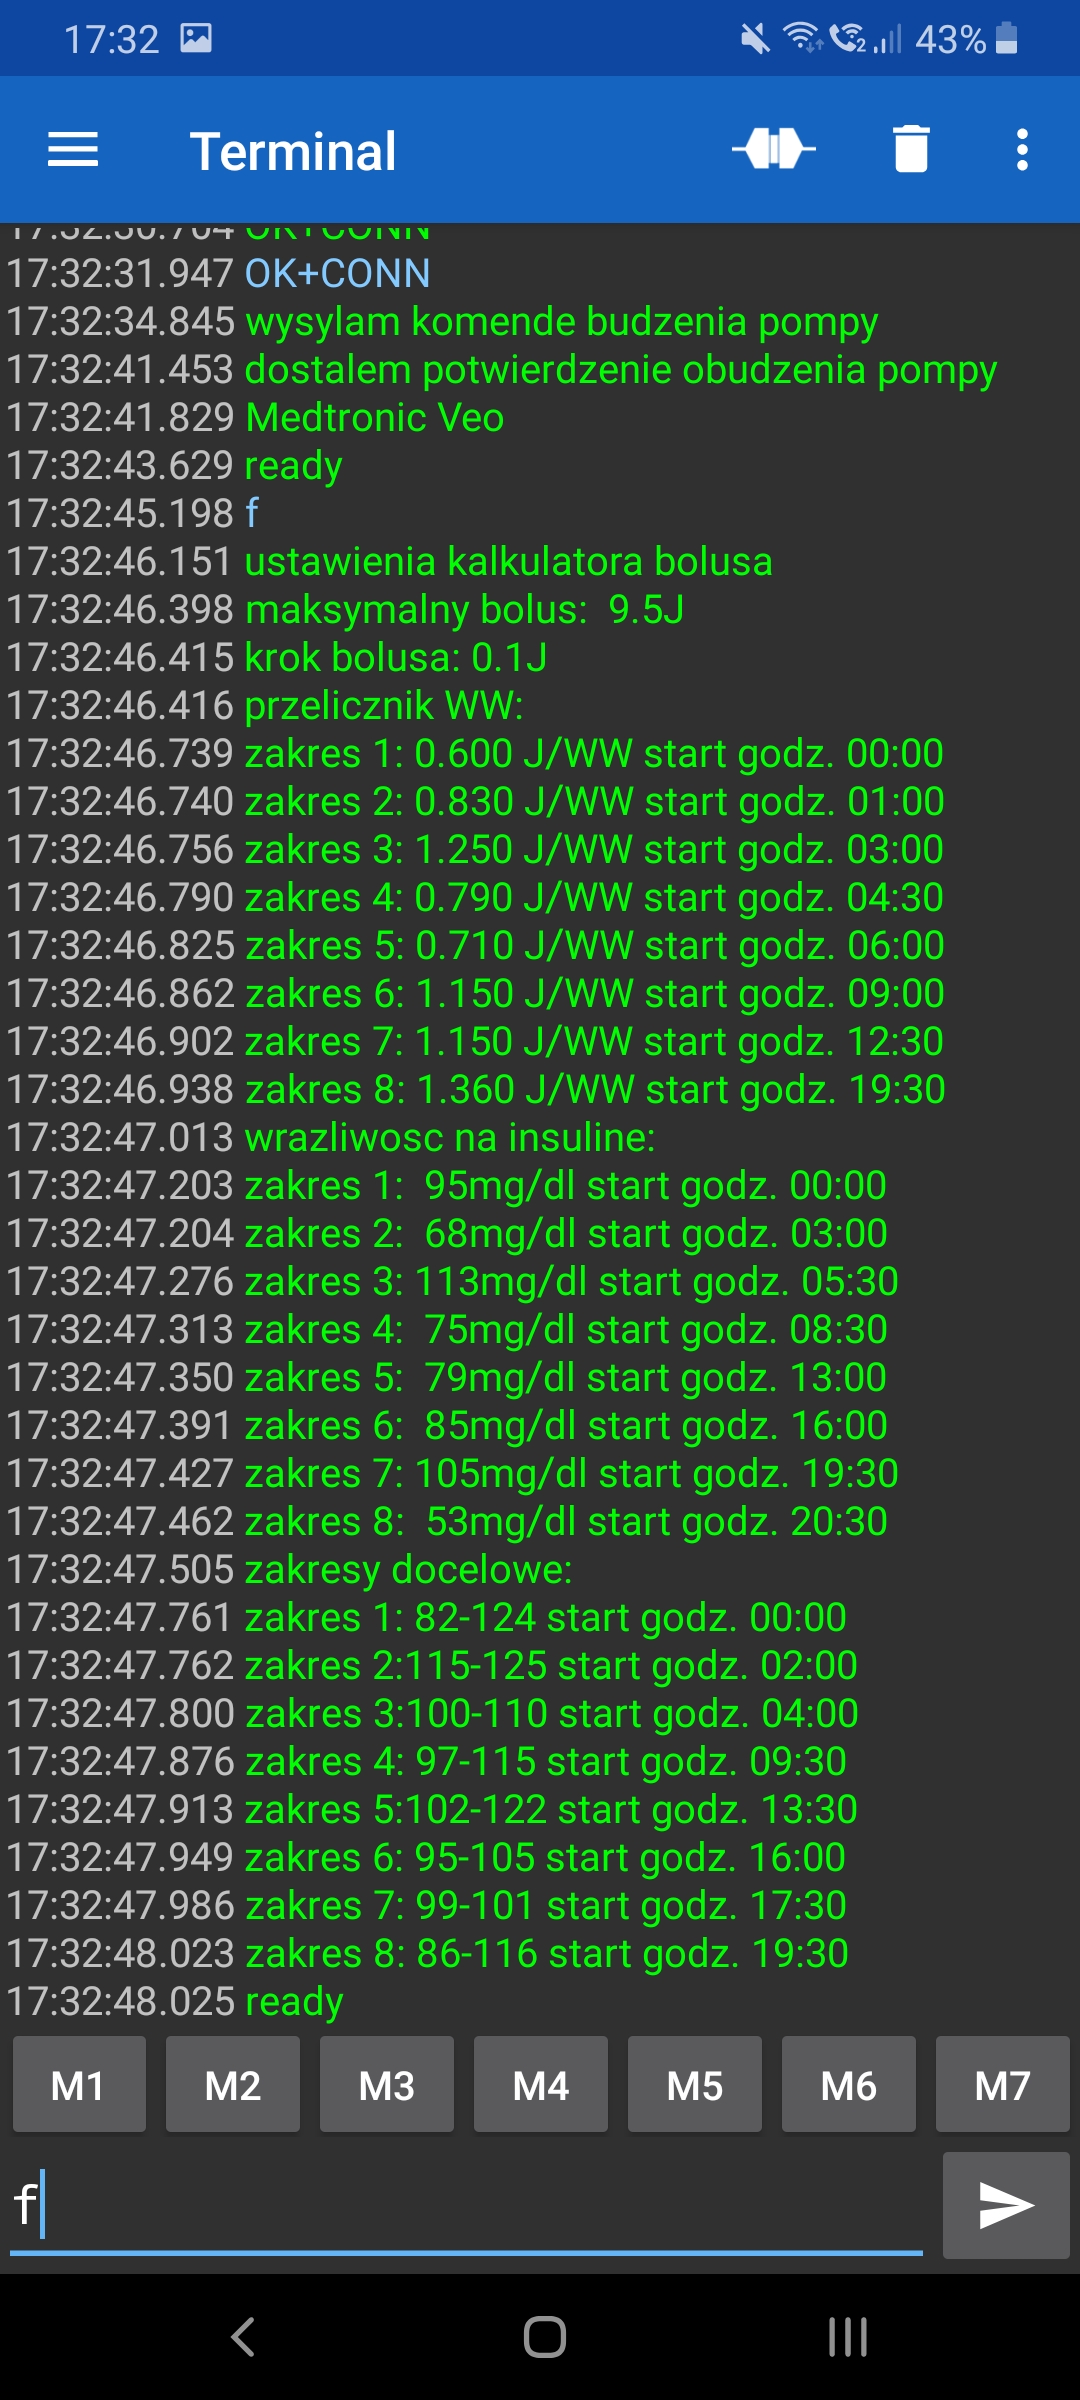 17:32
2
43%
Terminal
17:32:30.704 OK+CONN
17:32:31.947 OK+CONN
17:32:34.845 wysylam komende budzenia pompy
17:32:41.453 dostalem potwierdzenie obudzenia pompy
17:32:41.829 Medtronic Veo
17:32:43.629 ready
17:32:45.198 f
17:32:46.151 ustawienia kalkulatora bolusa
17:32:46.398 maksymalny bolus:  9.5J
17:32:46.415 krok bolusa: 0.1J
17:32:46.416 przelicznik WW:
17:32:46.739 zakres 1: 0.600 J/WW start godz. 00:00
17:32:46.740 zakres 2: 0.830 J/WW start godz. 01:00
17:32:46.756 zakres 3: 1.250 J/WW start godz. 03:00
17:32:46.790 zakres 4: 0.790 J/WW start godz. 04:30
17:32:46.825 zakres 5: 0.710 J/WW start godz. 06:00
17:32:46.862 zakres 6: 1.150 J/WW start godz. 09:00
17:32:46.902 zakres 7: 1.150 J/WW start godz. 12:30
17:32:46.938 zakres 8: 1.360 J/WW start godz. 19:30
17:32:47.013 wrazliwosc na insuline:
17:32:47.203 zakres 1:  95mg/dl start godz. 00:00
17:32:47.204 zakres 2:  68mg/dl start godz. 03:00
17:32:47.276 zakres 3: 113mg/dl start godz. 05:30
17:32:47.313 zakres 4:  75mg/dl start godz. 08:30
17:32:47.350 zakres 5:  79mg/dl start godz. 13:00
17:32:47.391 zakres 6:  85mg/dl start godz. 16:00
17:32:47.427 zakres 7: 105mg/dl start godz. 19:30
17:32:47.462 zakres 8:  53mg/dl start godz. 20:30
17:32:47.505 zakresy docelowe:
17:32:47.761 zakres 1: 82-124 start godz. 00:00
17:32:47.762 zakres 2:115-125 start godz. 02:00
17:32:47.800 zakres 3:100-110 start godz. 04:00
17:32:47.876 zakres 4: 97-115 start godz. 09:30
17:32:47.913 zakres 5:102-122 start godz. 13:30
17:32:47.949 zakres 6: 95-105 start godz. 16:00
17:32:47.986 zakres 7: 99-101 start godz. 17:30
17:32:48.023 zakres 8: 86-116 start godz. 19:30
17:32:48.025 ready
M1 M2 M3 M4 M5 M6 M7
f